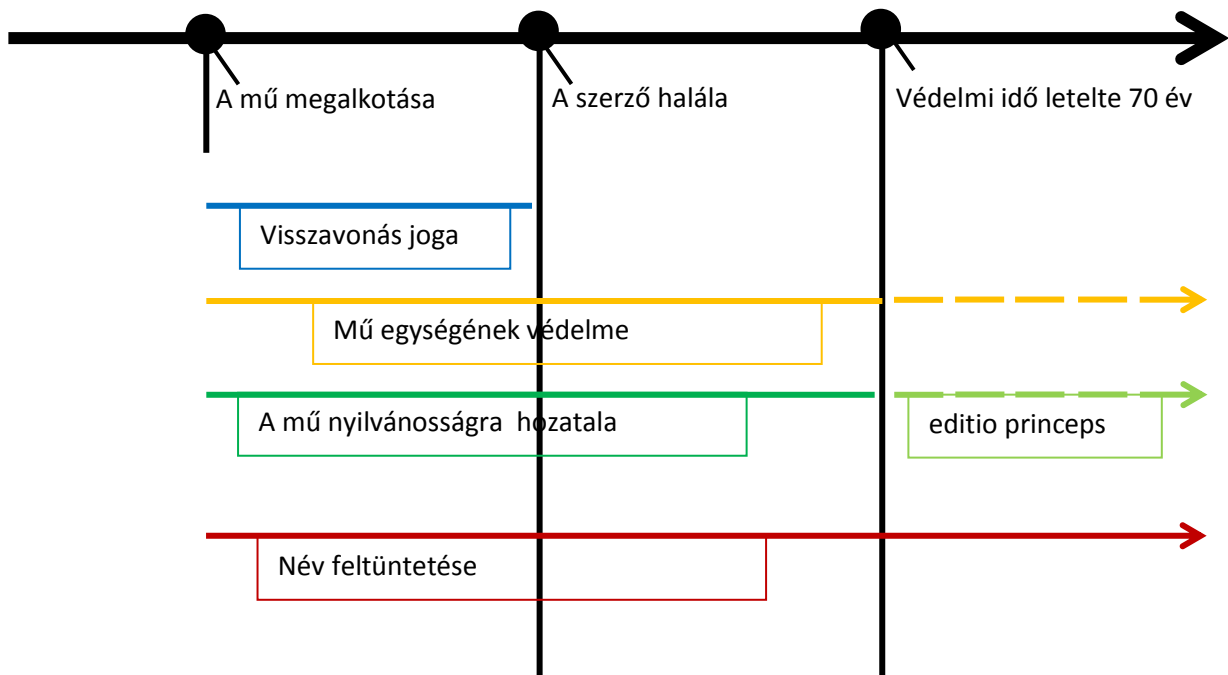 A mű megalkotása
A szerző halála
Védelmi idő letelte 70 év
Visszavonás joga
Mű egységének védelme
A mű nyilvánosságra hozatala
editio princeps
Név feltüntetése